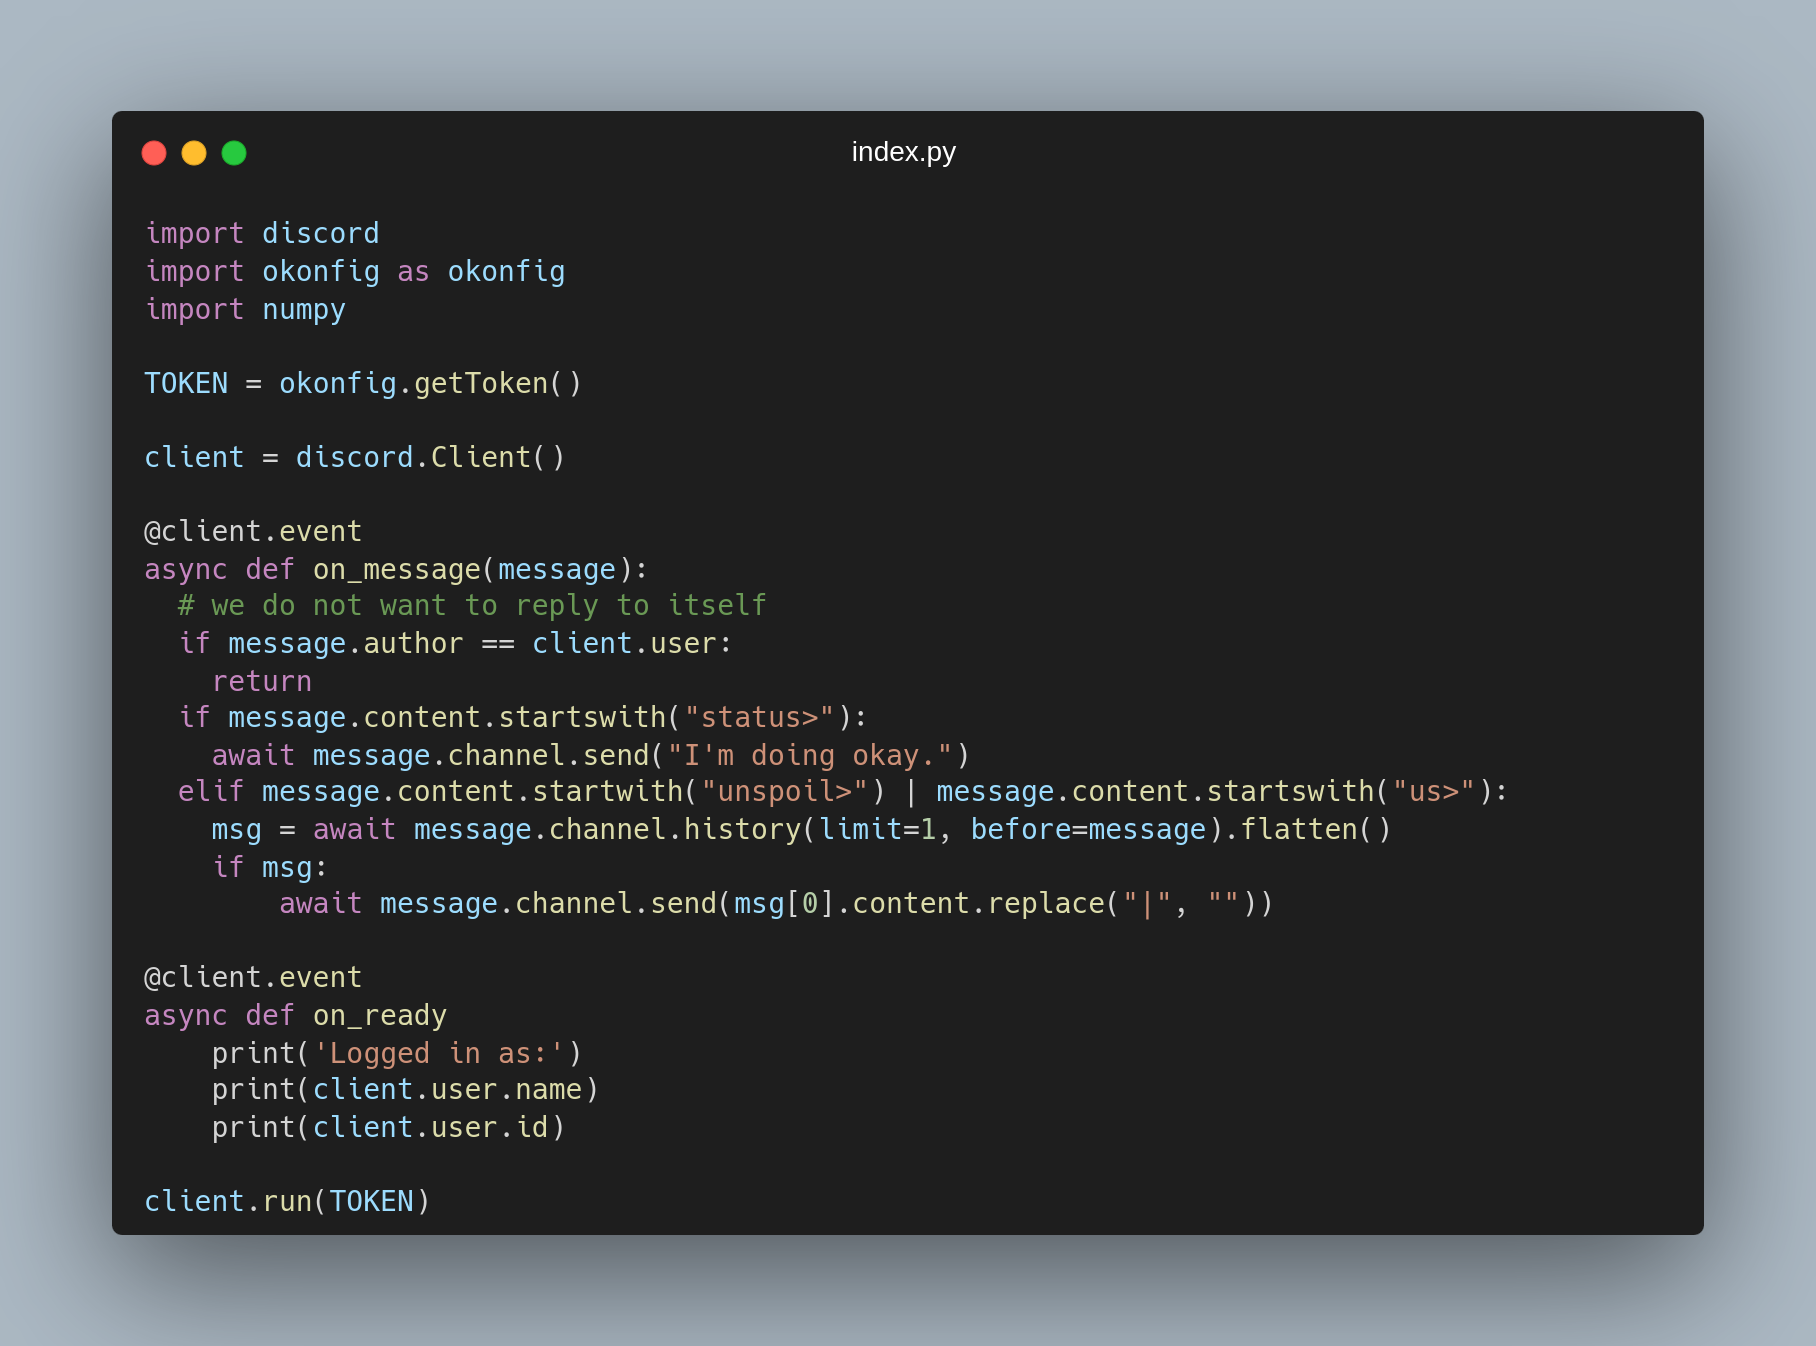 index.py
import discord
import okonfig as okonfig
import numpy
TOKEN = okonfig.getToken()
client = discord.Client()
@client.event
async def on_message(message):
  # we do not want to reply to itself
  if message.author == client.user:
    return
  if message.content.startswith("status>"):
    await message.channel.send("I'm doing okay.")
  elif message.content.startwith("unspoil>") | message.content.startswith("us>"):
    msg = await message.channel.history(limit=1, before=message).flatten()
    if msg:
        await message.channel.send(msg[0].content.replace("|", ""))
@client.event
async def on_ready
    print('Logged in as:')
    print(client.user.name)
    print(client.user.id)
client.run(TOKEN)